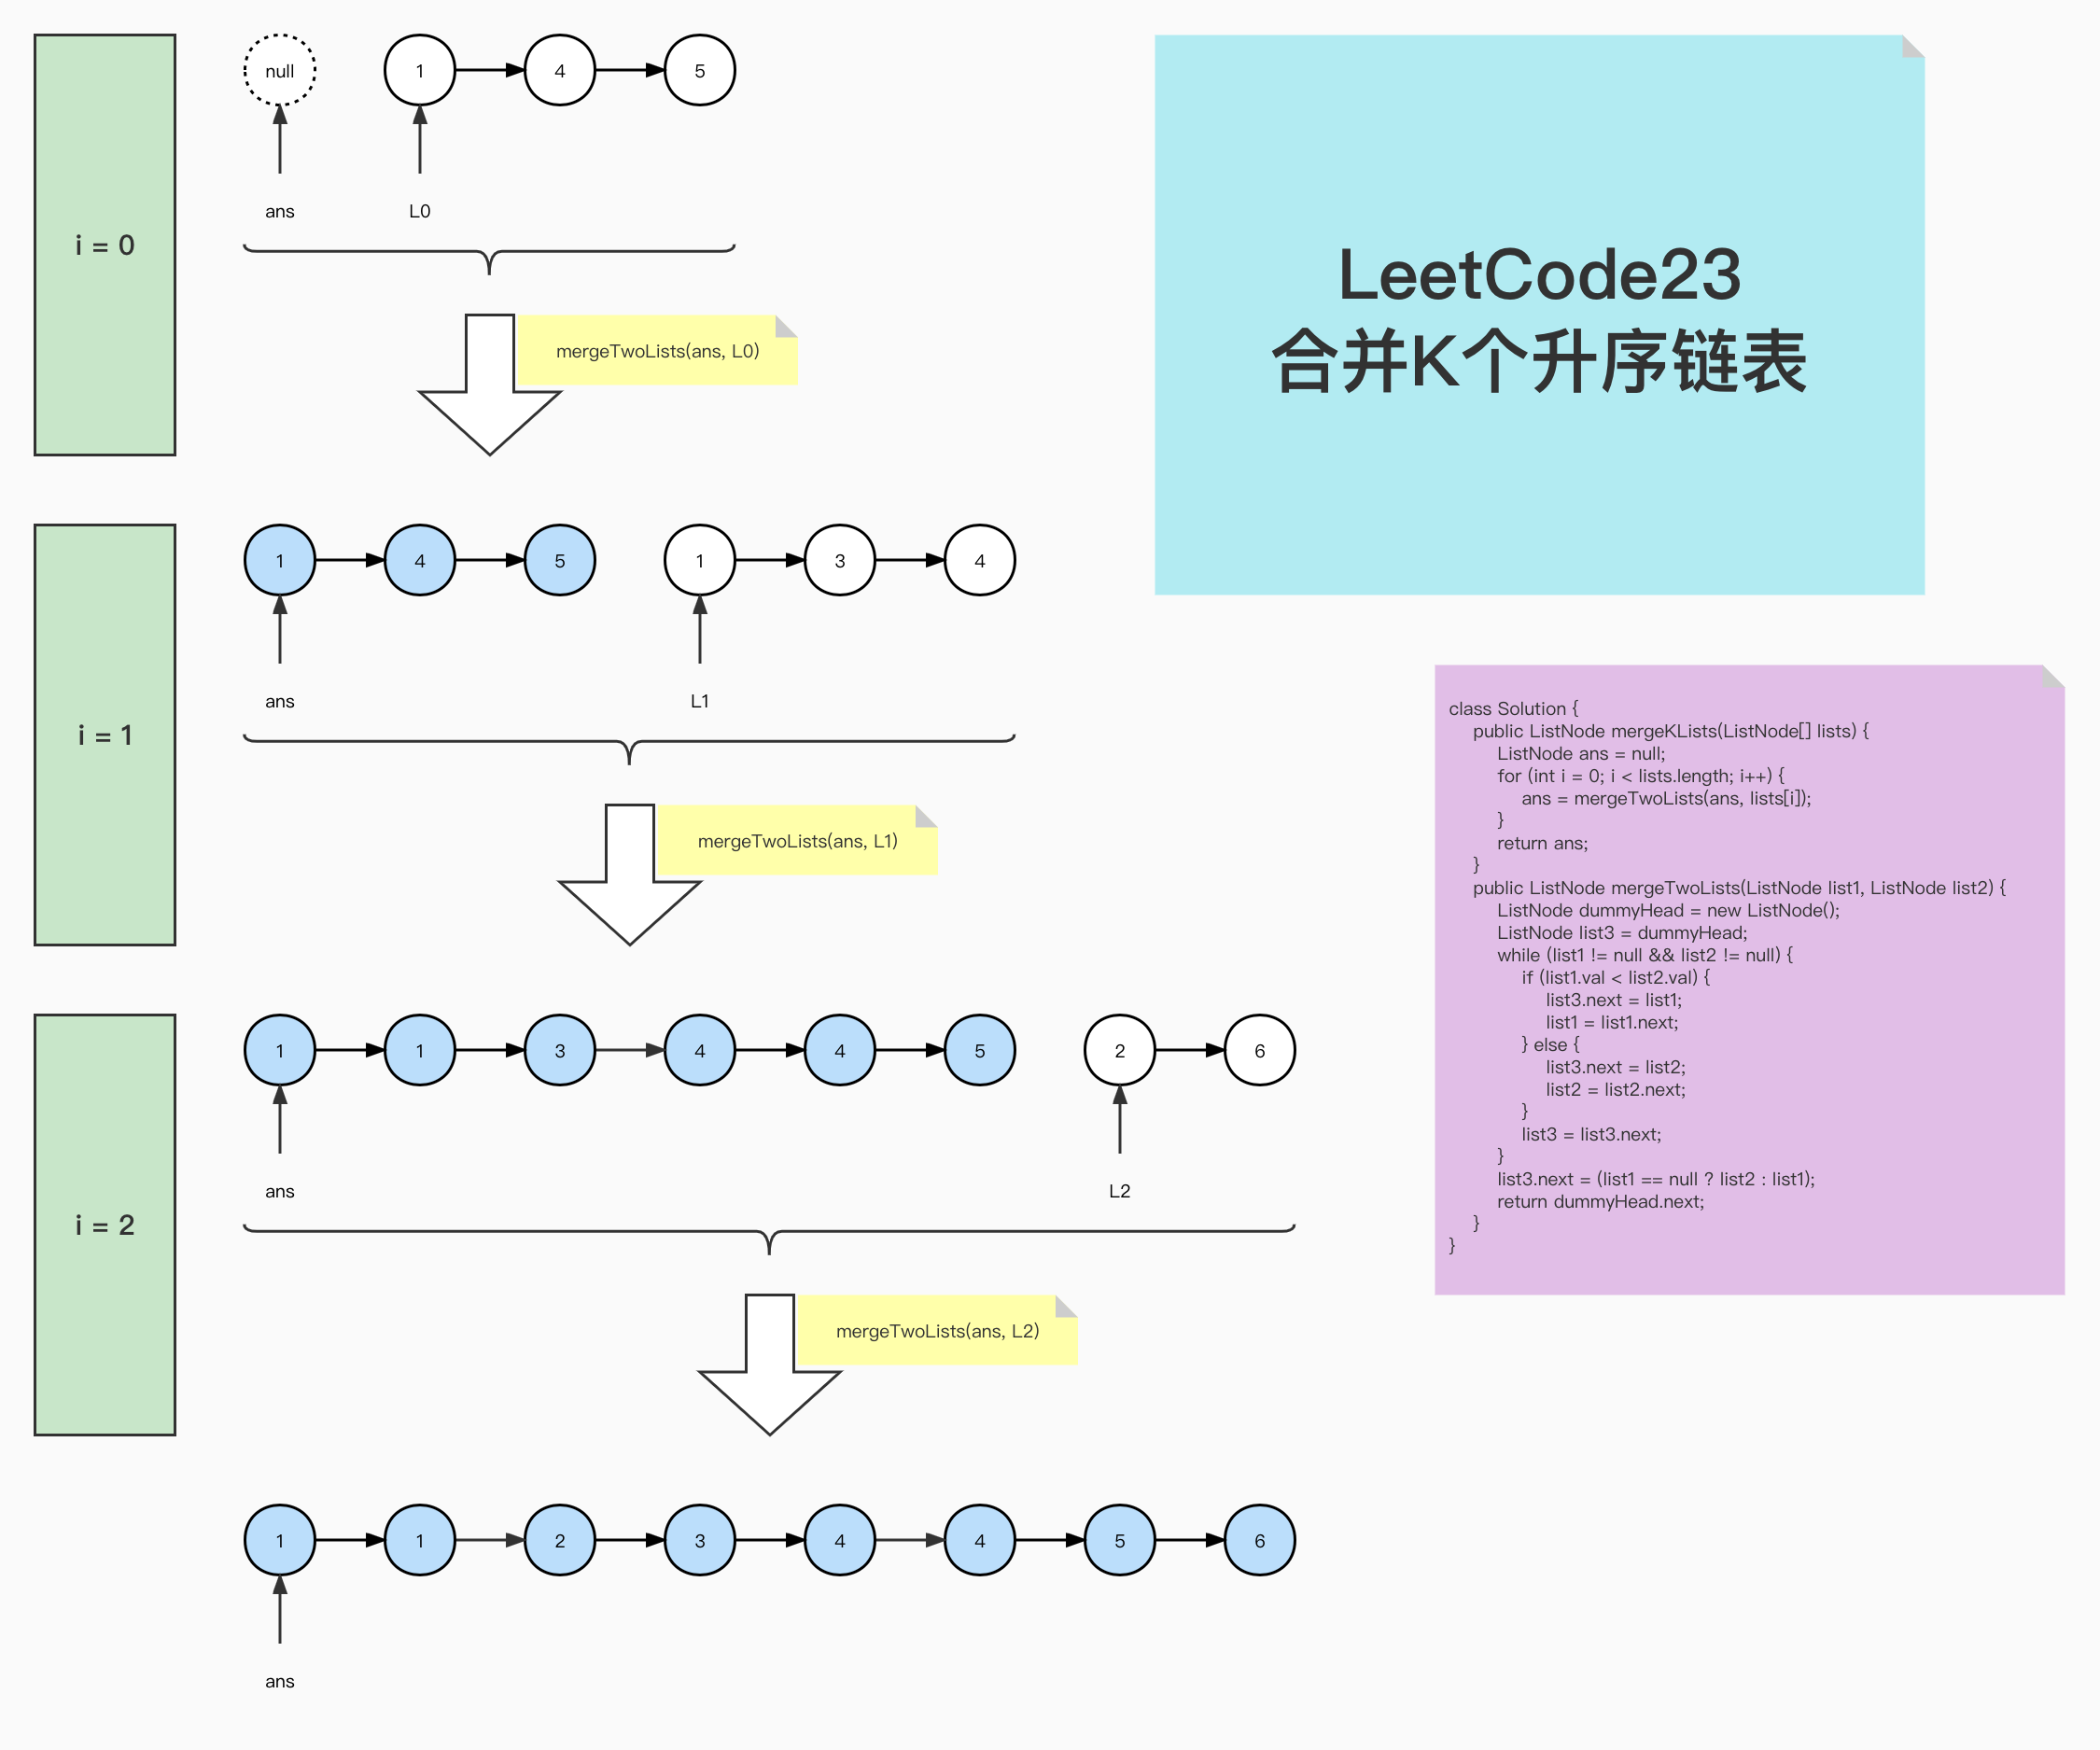 null
1
4
5
ans
L0
i = 0
mergeTwoLists(ans, L0)
LeetCode23
合并K个升序链表
1
4
5
1
3
4
ans
L1
i = 1
mergeTwoLists(ans, L1)
1
1
3
4
4
5
2
6
ans
L2
i = 2
mergeTwoLists(ans, L2)
1
1
2
3
4
4
5
6
ans
class Solution {
public ListNode mergeKLists(ListNode[] lists) {
ListNode ans = null;
for (int i = 0; i < lists.length; i++) {
ans = mergeTwoLists(ans, lists[i]);
}
return ans;
}
public ListNode mergeTwoLists(ListNode list1, ListNode list2) {
ListNode dummyHead = new ListNode();
ListNode list3 = dummyHead;
while (list1 != null && list2 != null) {
if (list1.val < list2.val) {
list3.next = list1;
list1 = list1.next;
} else {
list3.next = list2;
list2 = list2.next;
}
list3 = list3.next;
}
list3.next = (list1 == null ? list2 : list1);
return dummyHead.next;
}
}